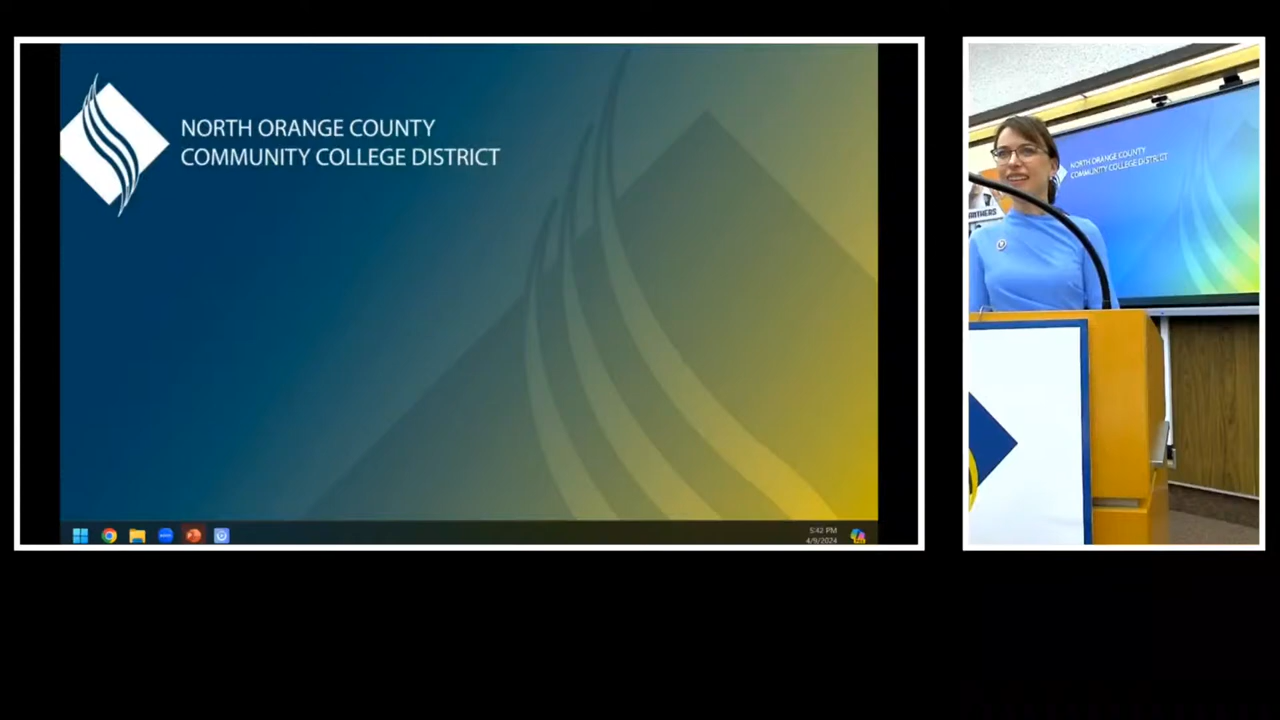 NORTH ORANGE COUNTY
COMMUNITY COLLEGE DISTRICT
5:42 PM
4/9/2024
NORTH ORANGE COUNTY
COMMUNITY COLLEGE DISTRICT